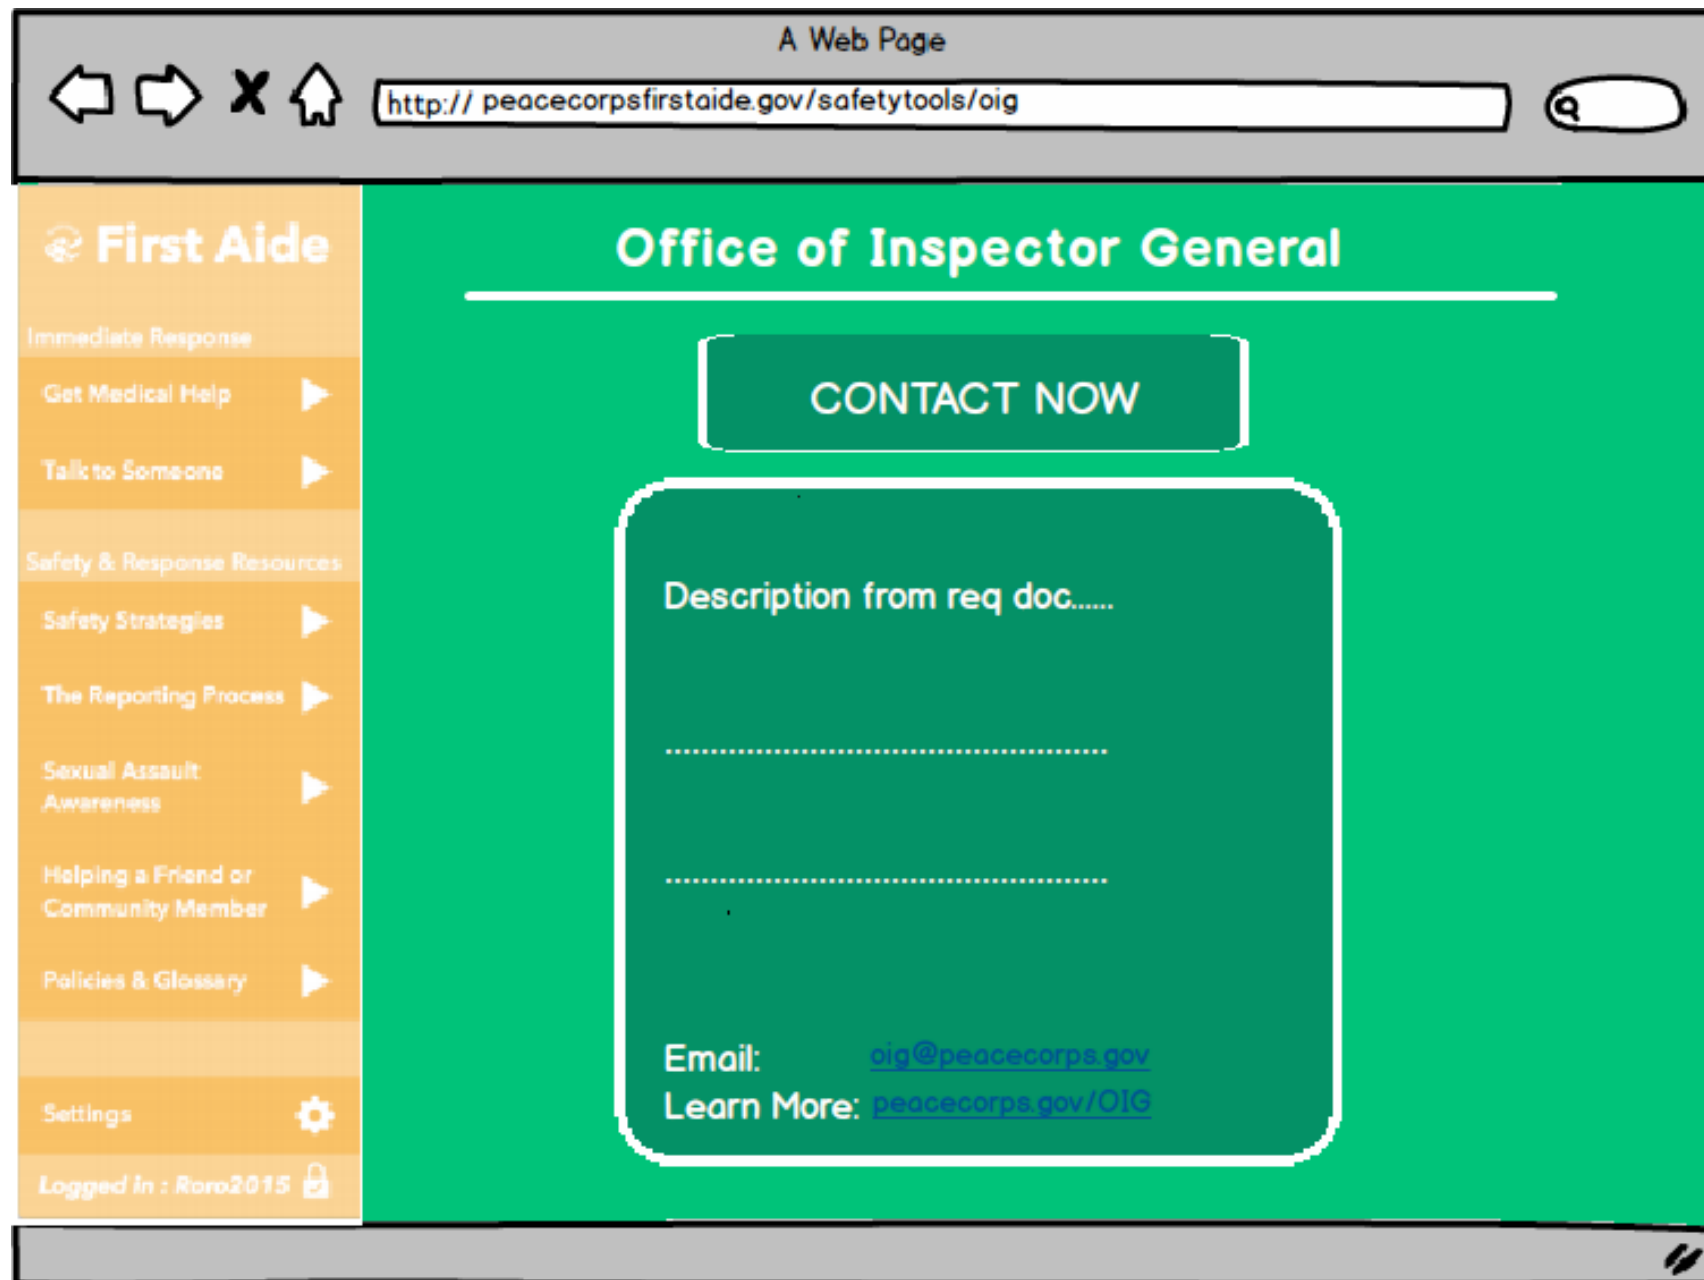 A Web Page
http:// peacecorpsfirstaide.gov/safetytools/oig
First Aide
Immediate Response
Get Medical Help
Talk to Someone
Safety & Response Resources
Safety Strategies
The Reporting Process
Sexual Assault
Awareness
Helping a Friend or
Community Member
Policies & Glossary
Settings
Logged in : Roro2015
Office of Inspector General
CONTACT NOW
Description from req doc......
.................................................
.................................................
Email: oig@peacecorps.gov
Learn More: peacecorps.gov/OIG